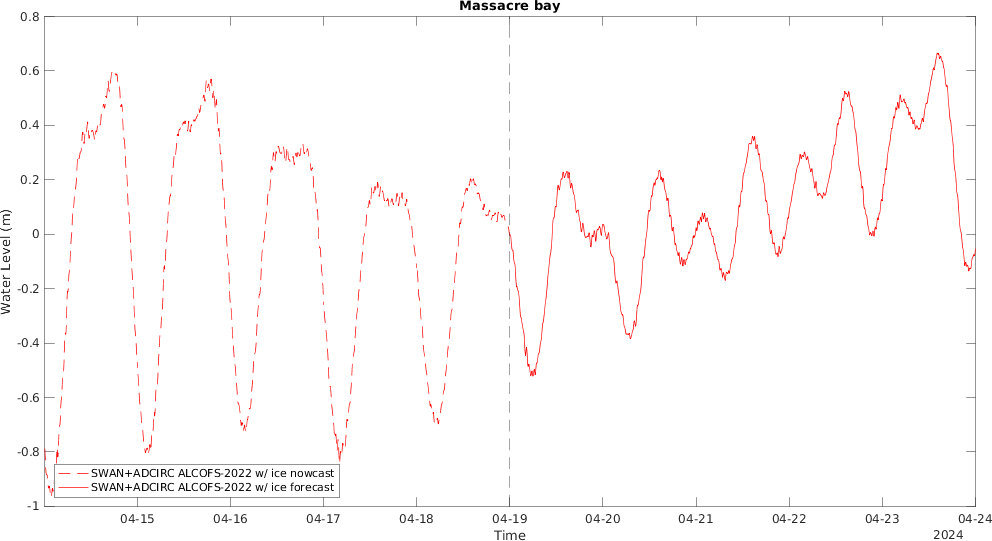 Massacre bay
0.8
0.6
0.4
0.2
0
-0.2
-0.4
-0.6
-0.8
-1
Water Level (m)
SWAN+ADCIRC ALCOFS-2022 w/ ice nowcast
SWAN+ADCIRC ALCOFS-2022 w/ ice forecast
04-15 04-16 04-17 04-18 04-19 04-20 04-21 04-22 04-23 04-24
Time
2024